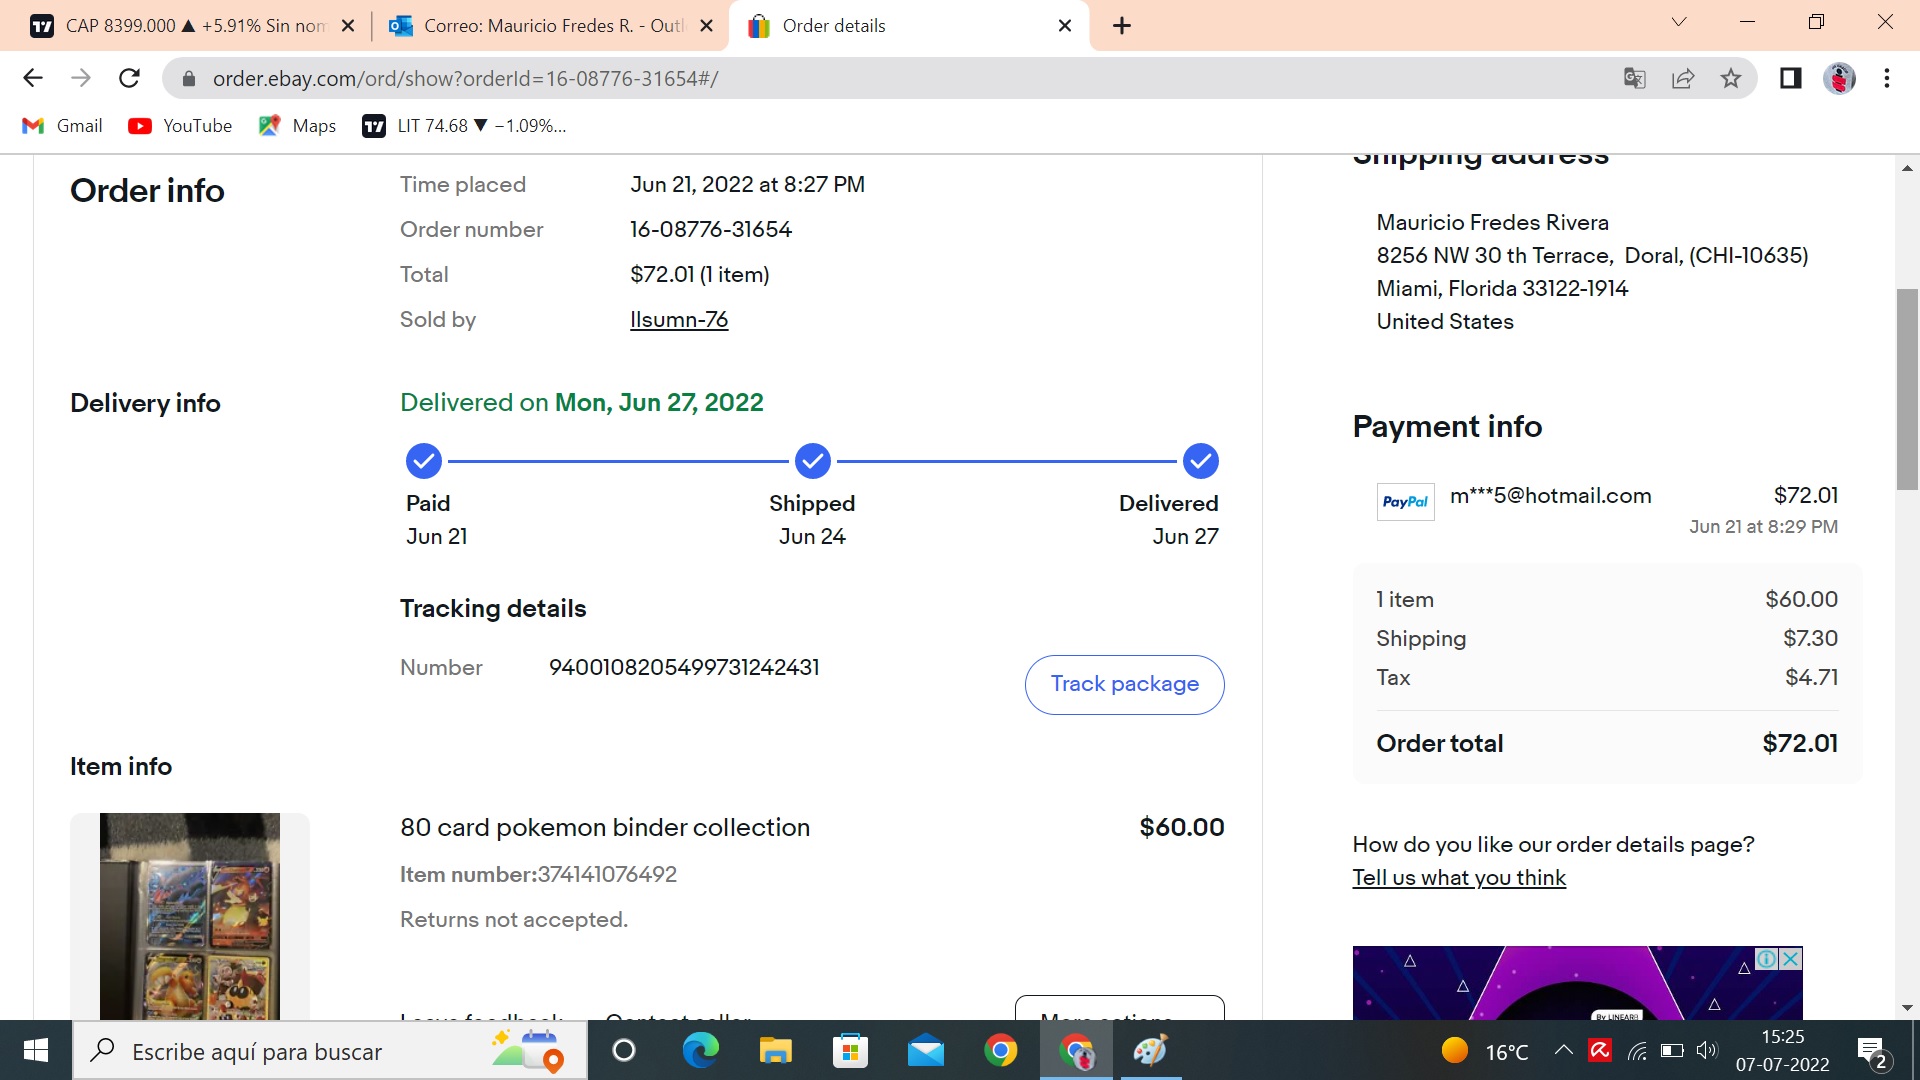 CAP 8399.000 ▲ +5.91% Sin nom
Correo: Mauricio Fredes R. - Outl
Order details
order.ebay.com/ord/show?orderId=16-08776-31654#/
Gmail
YouTube
Maps
LIT 74.68 ▼ −1.09%...
Order info
Time placed
Jun 21, 2022 at 8:27 PM
Order number
16-08776-31654
Total
$72.01 (1 item)
Sold by
llsumn-76
Delivery info
Delivered on Mon, Jun 27, 2022
Paid
Shipped
Delivered
Jun 21
Jun 24
Jun 27
Tracking details
Number
9400108205499731242431
Track package
Item info
80 card pokemon binder collection
$60.00
Item number:374141076492
Returns not accepted.
Leave feedback
Contact seller
More actions
Shipping address
Mauricio Fredes Rivera
8256 NW 30 th Terrace, Doral, (CHI-10635)
Miami, Florida 33122-1914
United States
Payment info
PayPal
m***5@hotmail.com
$72.01
Jun 21 at 8:29 PM
1 item
$60.00
Shipping
$7.30
Tax
$4.71
Order total
$72.01
How do you like our order details page?
Tell us what you think
By LINEAR8
Escribe aquí para buscar
16°C
15:25
07-07-2022
2